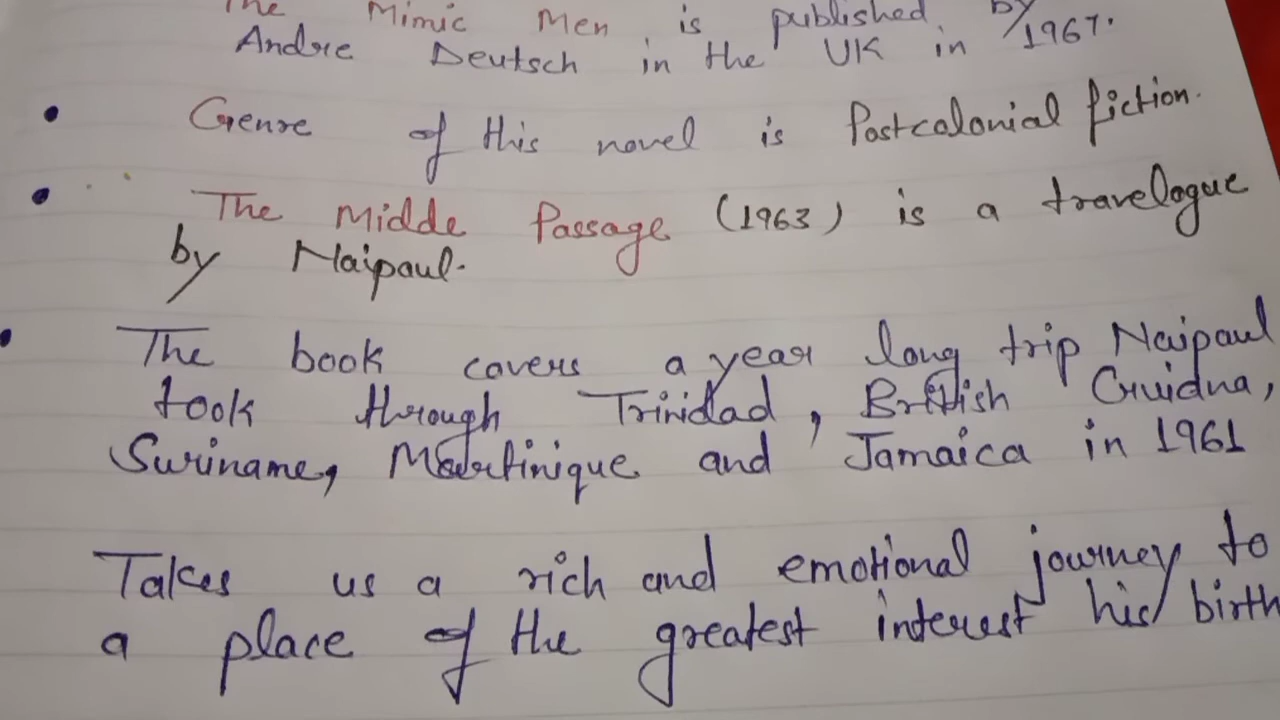 The Mimic Men is published by
Andre Deutsch in the UK in 1967.
Genre of this novel is Postcolonial fiction.
The Midde Passage (1963) is a travelogue
by Naipaul.
The book covers a year long trip Naipaul
took through Trinidad, British Guidna,
Suriname, Martinique and Jamaica in 1961
Takes us a rich and emotional journey to
a place of the greatest interest his birth